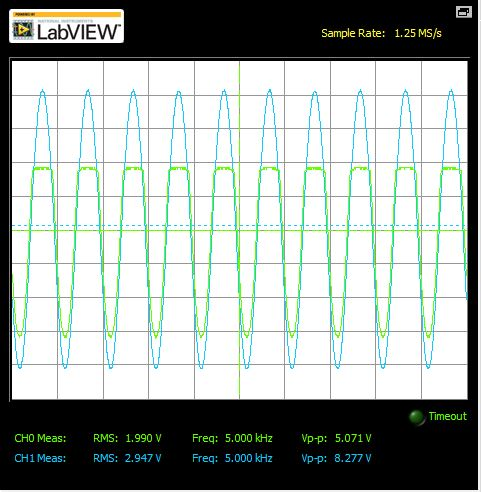 POWERED BY
NATIONAL INSTRUMENTS
LabVIEW™
Sample Rate: 1.25 MS/s
Timeout
CH0 Meas: RMS: 1.990 V Freq: 5.000 kHz Vp-p: 5.071 V
CH1 Meas: RMS: 2.947 V Freq: 5.000 kHz Vp-p: 8.277 V